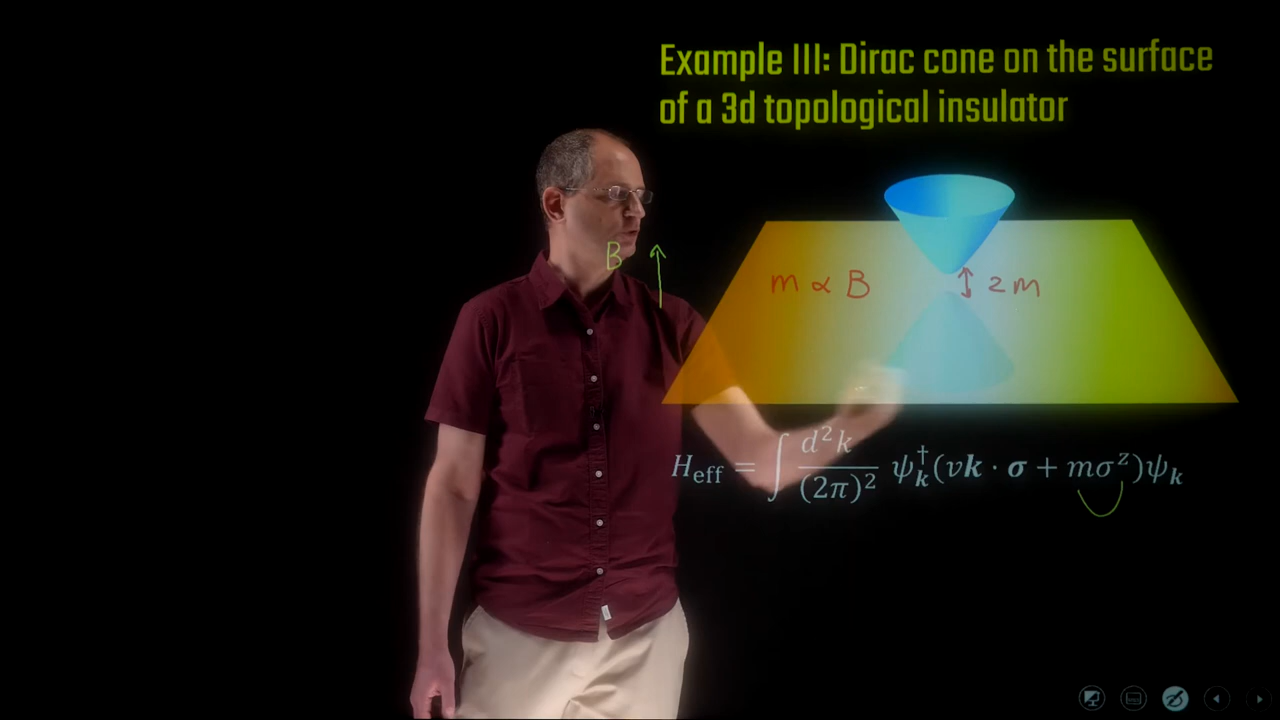 Example III: Dirac cone on the surface
of a 3d topological insulator
B ↑
m ∝ B ↕ 2m
H_eff = ∫ d²k/(2π)² ψ_k^†(v𝒌 · 𝝈 + mσ^z)ψ_k